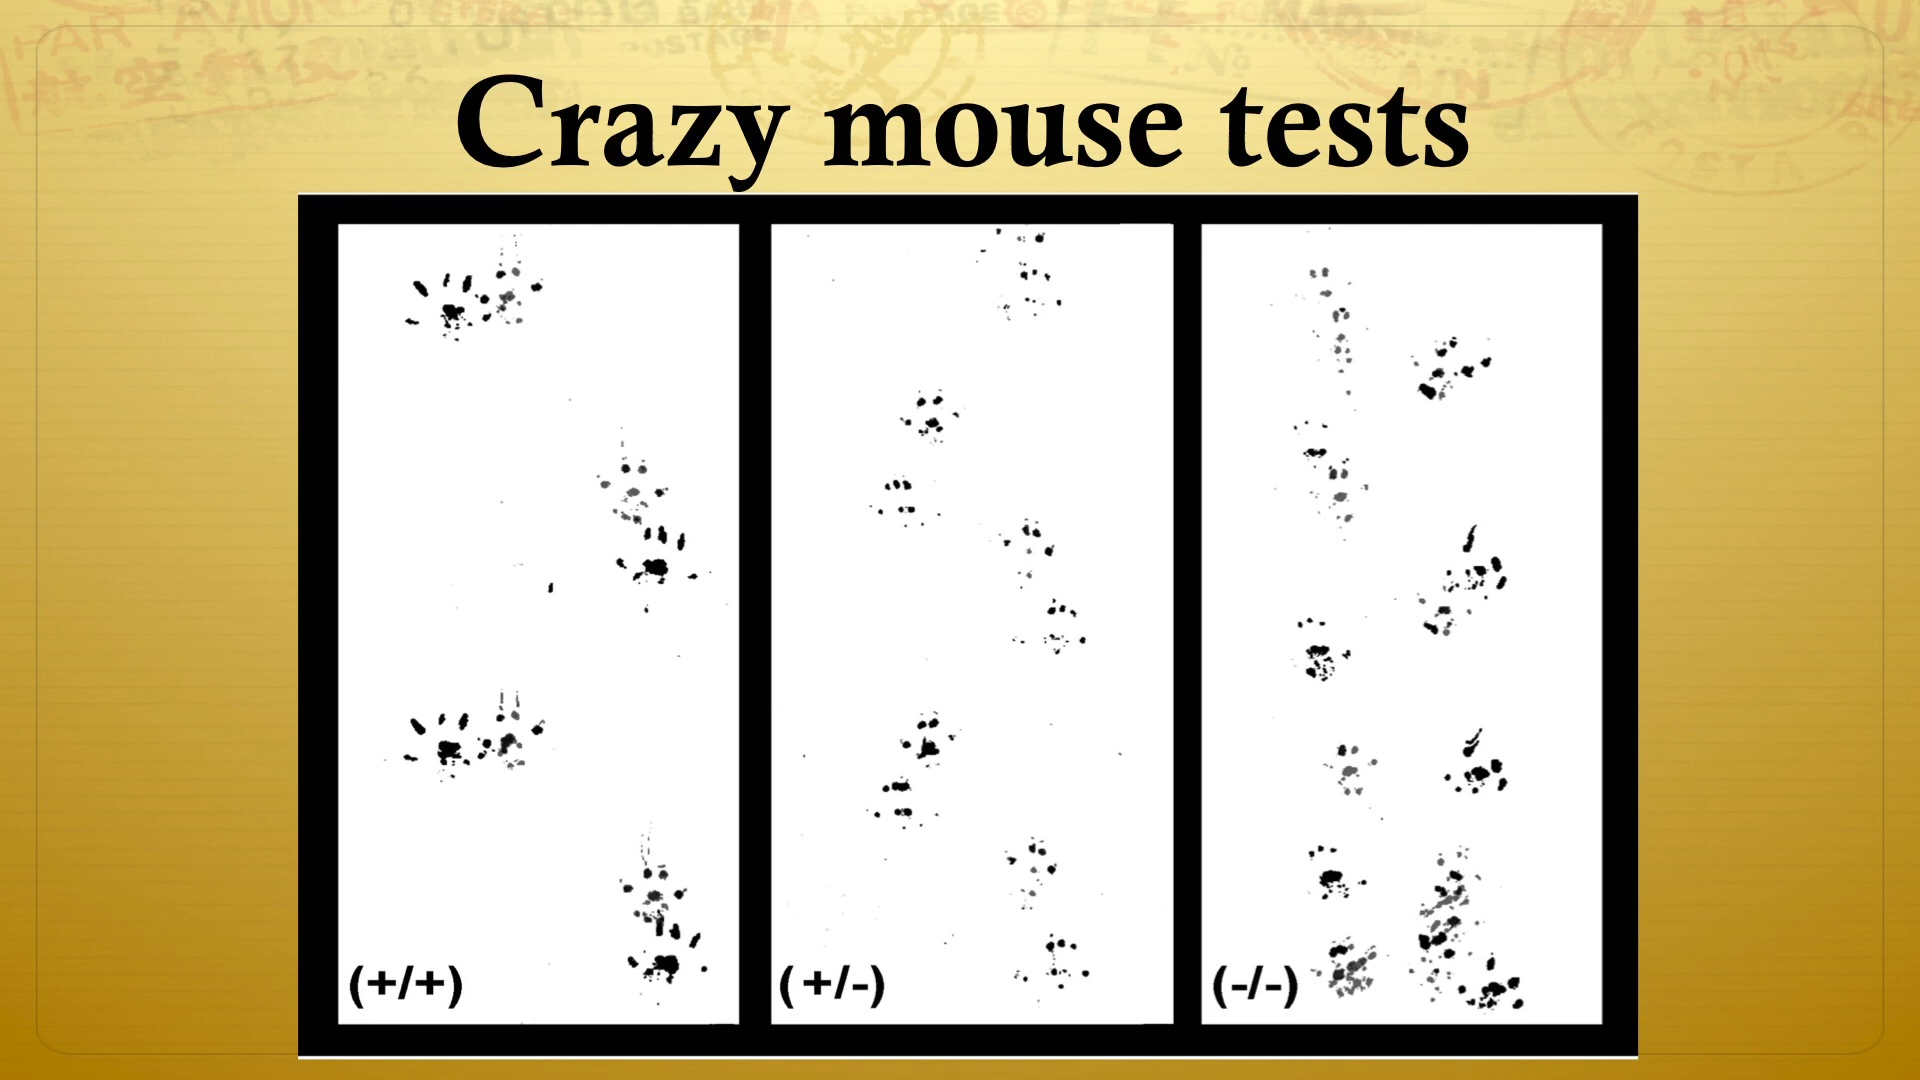 Crazy mouse tests
(+/+)
(+/-)
(-/-)